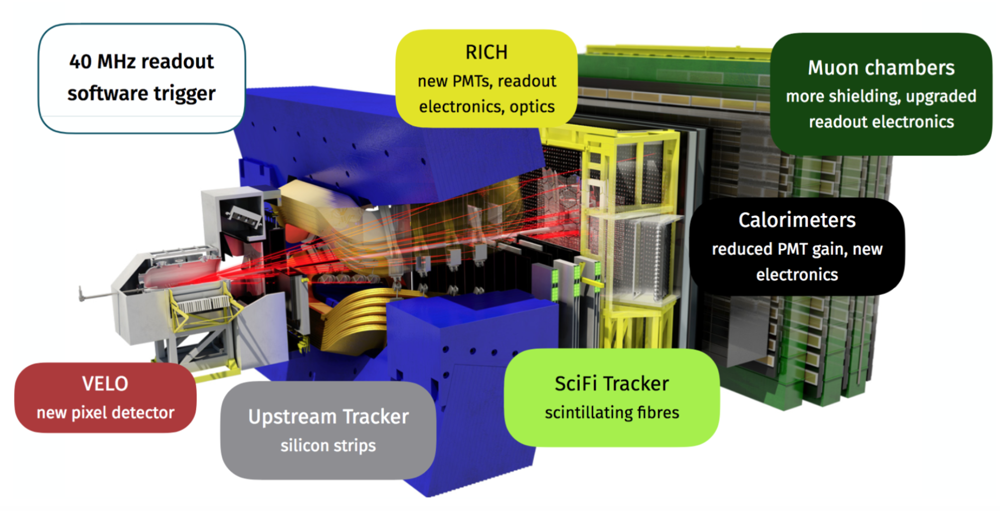 40 MHz readout
software trigger
RICH
new PMTs, readout
electronics, optics
Muon chambers
more shielding, upgraded
readout electronics
Calorimeters
reduced PMT gain, new
electronics
VELO
new pixel detector
Upstream Tracker
silicon strips
SciFi Tracker
scintillating fibres